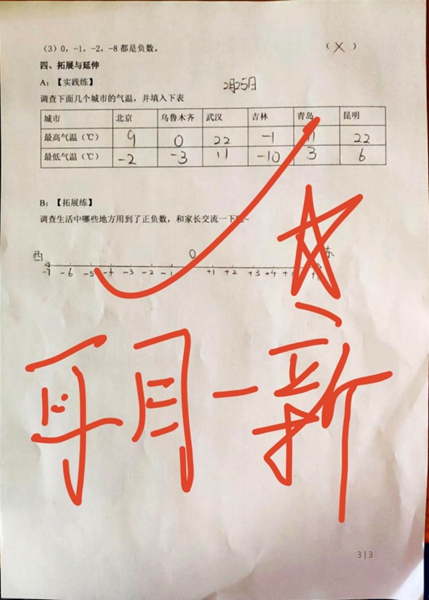 (3) 0，-1，-2，-8 都是负数。 (×)
四、拓展与延伸
A：【实践练】 2月25日
调查下面几个城市的气温，并填入下表
城市 北京 乌鲁木齐 武汉 吉林 青岛 昆明
最高气温（℃） 9 0 22 -1 11 22
最低气温（℃） -2 -3 11 -10 3 6
B：【拓展练】
调查生活中哪些地方用到了正负数，和家长交流一下吧~
西 0 东
-7 -6 -5 -4 -3 -2 -1 +1 +2 +3 +4
每月一新
3|3